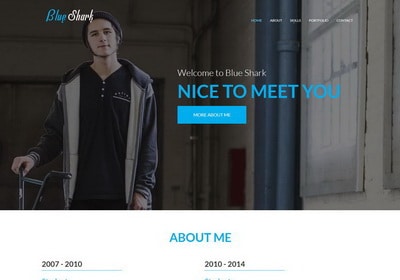 Blue Shark
HOME ABOUT SKILLS PORTFOLIO CONTACT
Welcome to Blue Shark
NICE TO MEET YOU
MORE ABOUT ME
ABOUT ME
2007 - 2010
2010 - 2014